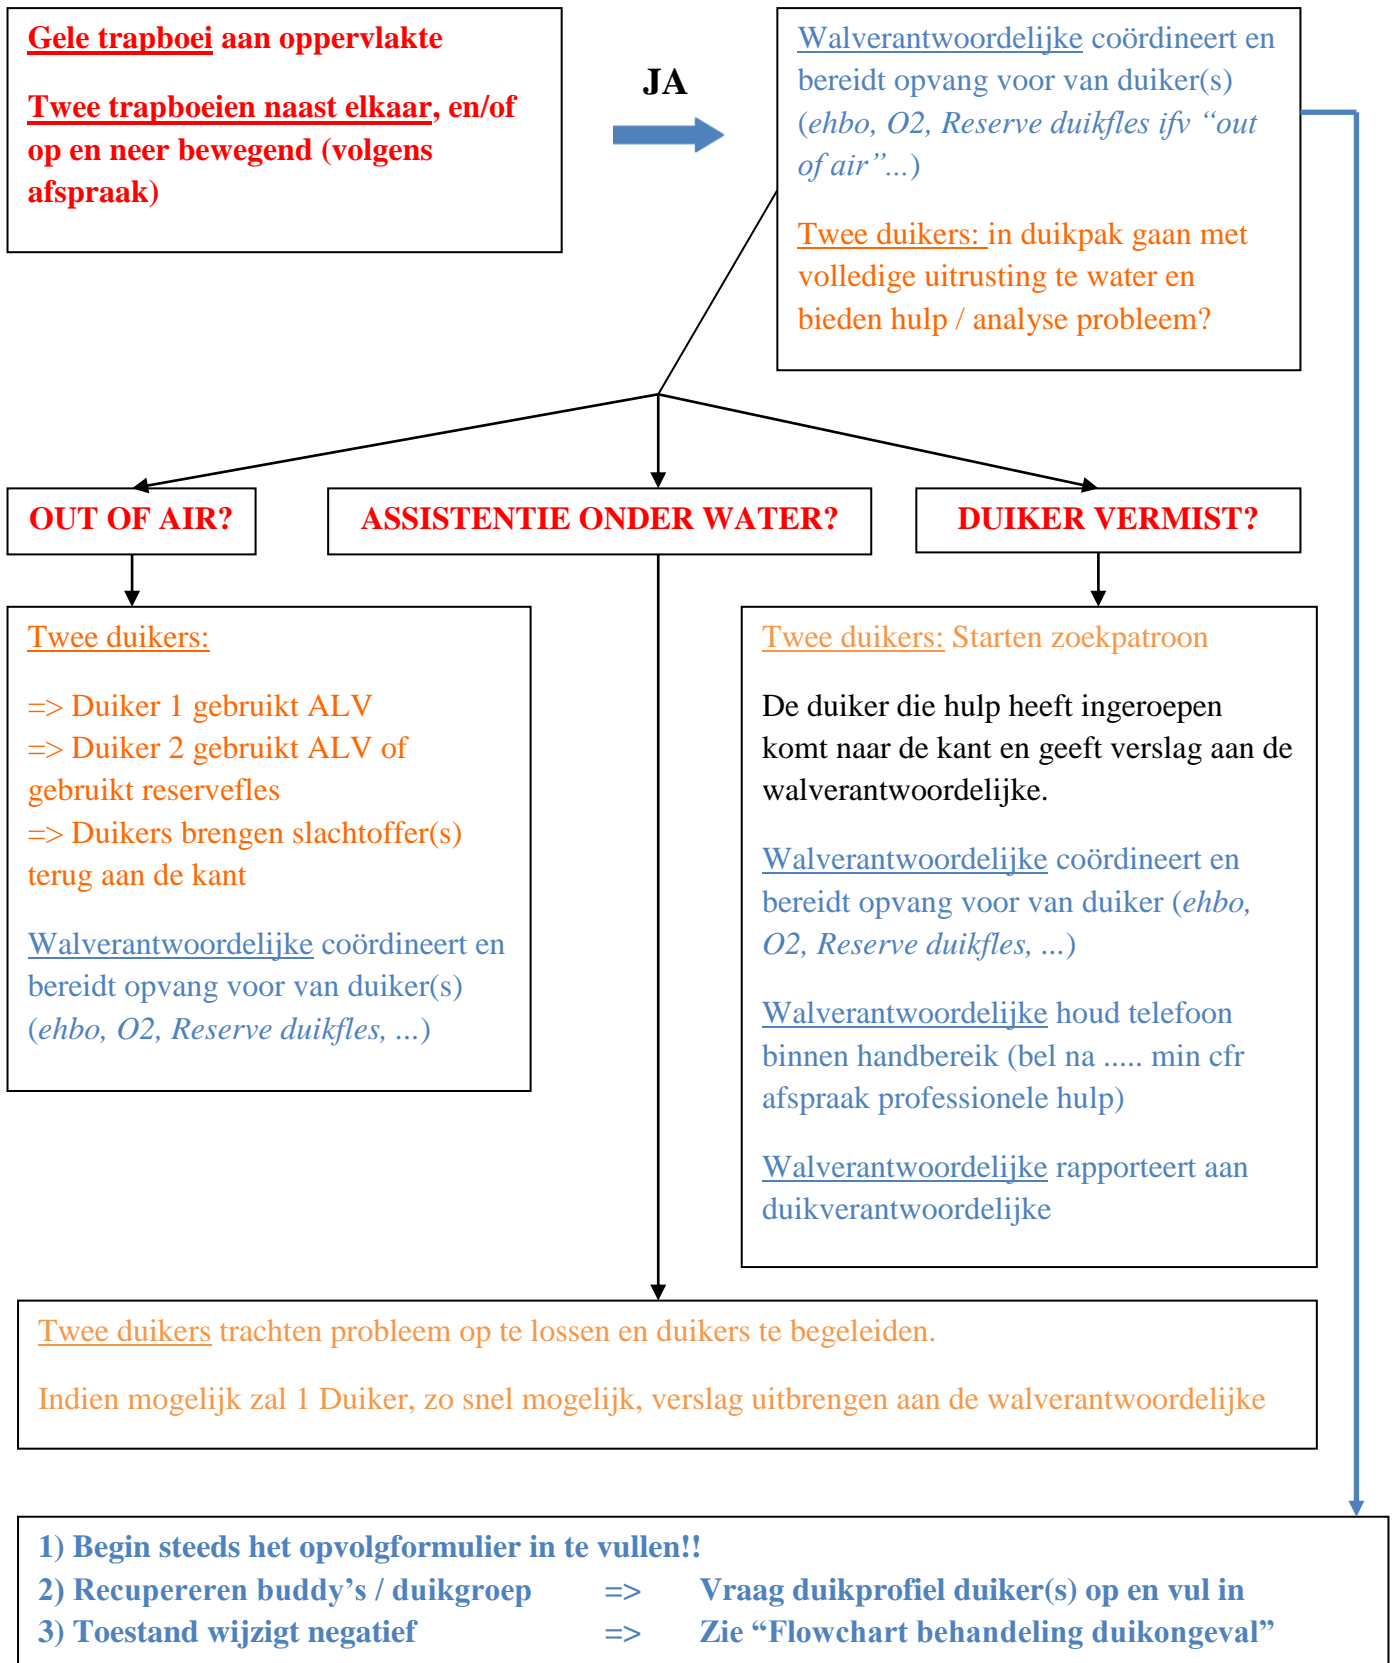 Gele trapboei aan oppervlakte
Twee trapboeien naast elkaar, en/of
op en neer bewegend (volgens
afspraak)
JA
Walverantwoordelijke coördineert en
bereidt opvang voor van duiker(s)
(ehbo, O2, Reserve duikfles ifv “out
of air”...)
Twee duikers: in duikpak gaan met
volledige uitrusting te water en
bieden hulp / analyse probleem?
OUT OF AIR?
ASSISTENTIE ONDER WATER?
DUIKER VERMIST?
Twee duikers:
=> Duiker 1 gebruikt ALV
=> Duiker 2 gebruikt ALV of
gebruikt reservefles
=> Duikers brengen slachtoffer(s)
terug aan de kant
Walverantwoordelijke coördineert en
bereidt opvang voor van duiker(s)
(ehbo, O2, Reserve duikfles, ...)
Twee duikers: Starten zoekpatroon
De duiker die hulp heeft ingeroepen
komt naar de kant en geeft verslag aan de
walverantwoordelijke.
Walverantwoordelijke coördineert en
bereidt opvang voor van duiker (ehbo,
O2, Reserve duikfles, ...)
Walverantwoordelijke houd telefoon
binnen handbereik (bel na ..... min cfr
afspraak professionele hulp)
Walverantwoordelijke rapporteert aan
duikverantwoordelijke
Twee duikers trachten probleem op te lossen en duikers te begeleiden.
Indien mogelijk zal 1 Duiker, zo snel mogelijk, verslag uitbrengen aan de walverantwoordelijke
1) Begin steeds het opvolgformulier in te vullen!!
2) Recupereren buddy’s / duikgroep => Vraag duikprofiel duiker(s) op en vul in
3) Toestand wijzigt negatief => Zie “Flowchart behandeling duikongeval”